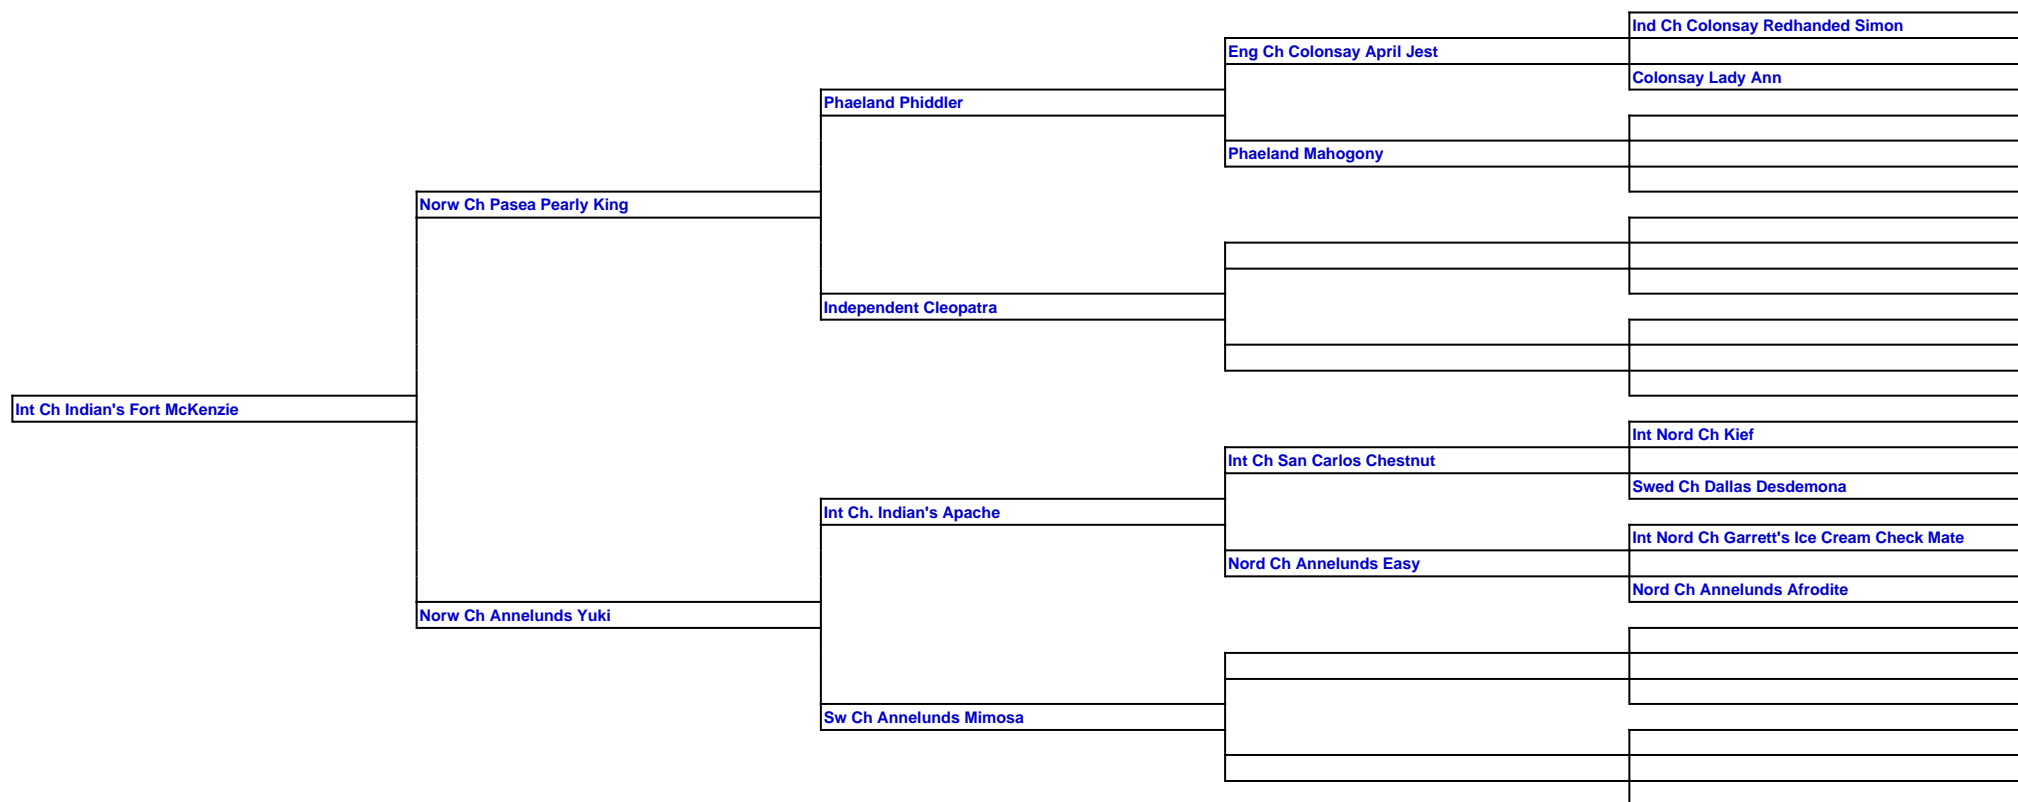 Ind Ch Colonsay Redhanded Simon
Eng Ch Colonsay April Jest
Colonsay Lady Ann
Phaeland Phiddler
Phaeland Mahogony
Norw Ch Pasea Pearly King
Independent Cleopatra
Int Ch Indian's Fort McKenzie
Int Nord Ch Kief
Int Ch San Carlos Chestnut
Swed Ch Dallas Desdemona
Int Ch. Indian's Apache
Int Nord Ch Garrett's Ice Cream Check Mate
Nord Ch Annelunds Easy
Nord Ch Annelunds Afrodite
Norw Ch Annelunds Yuki
Sw Ch Annelunds Mimosa